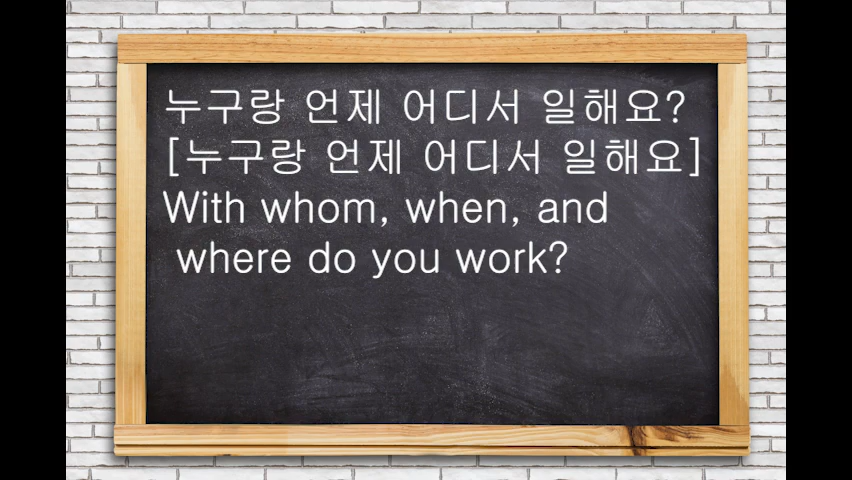 누구랑 언제 어디서 일해요?
[누구랑 언제 어디서 일해요]
With whom, when, and
where do you work?